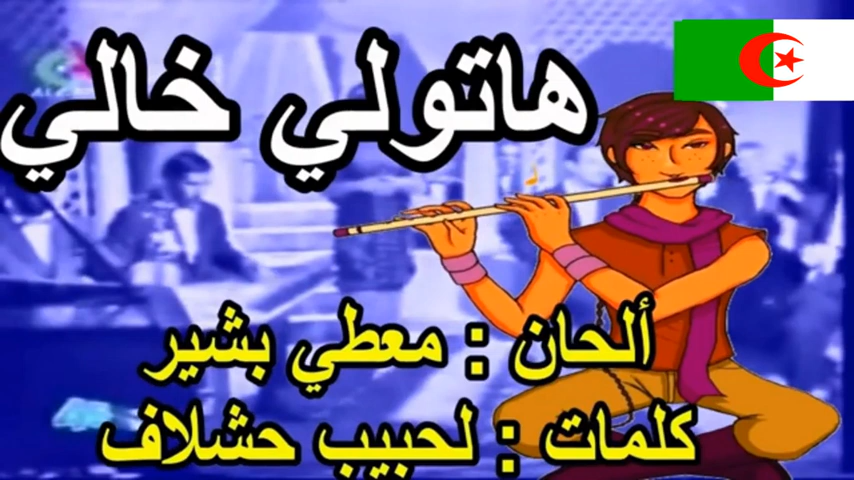 هاتولي خالي
ألحان : معطي بشير
كلمات : لحبيب حشلاف